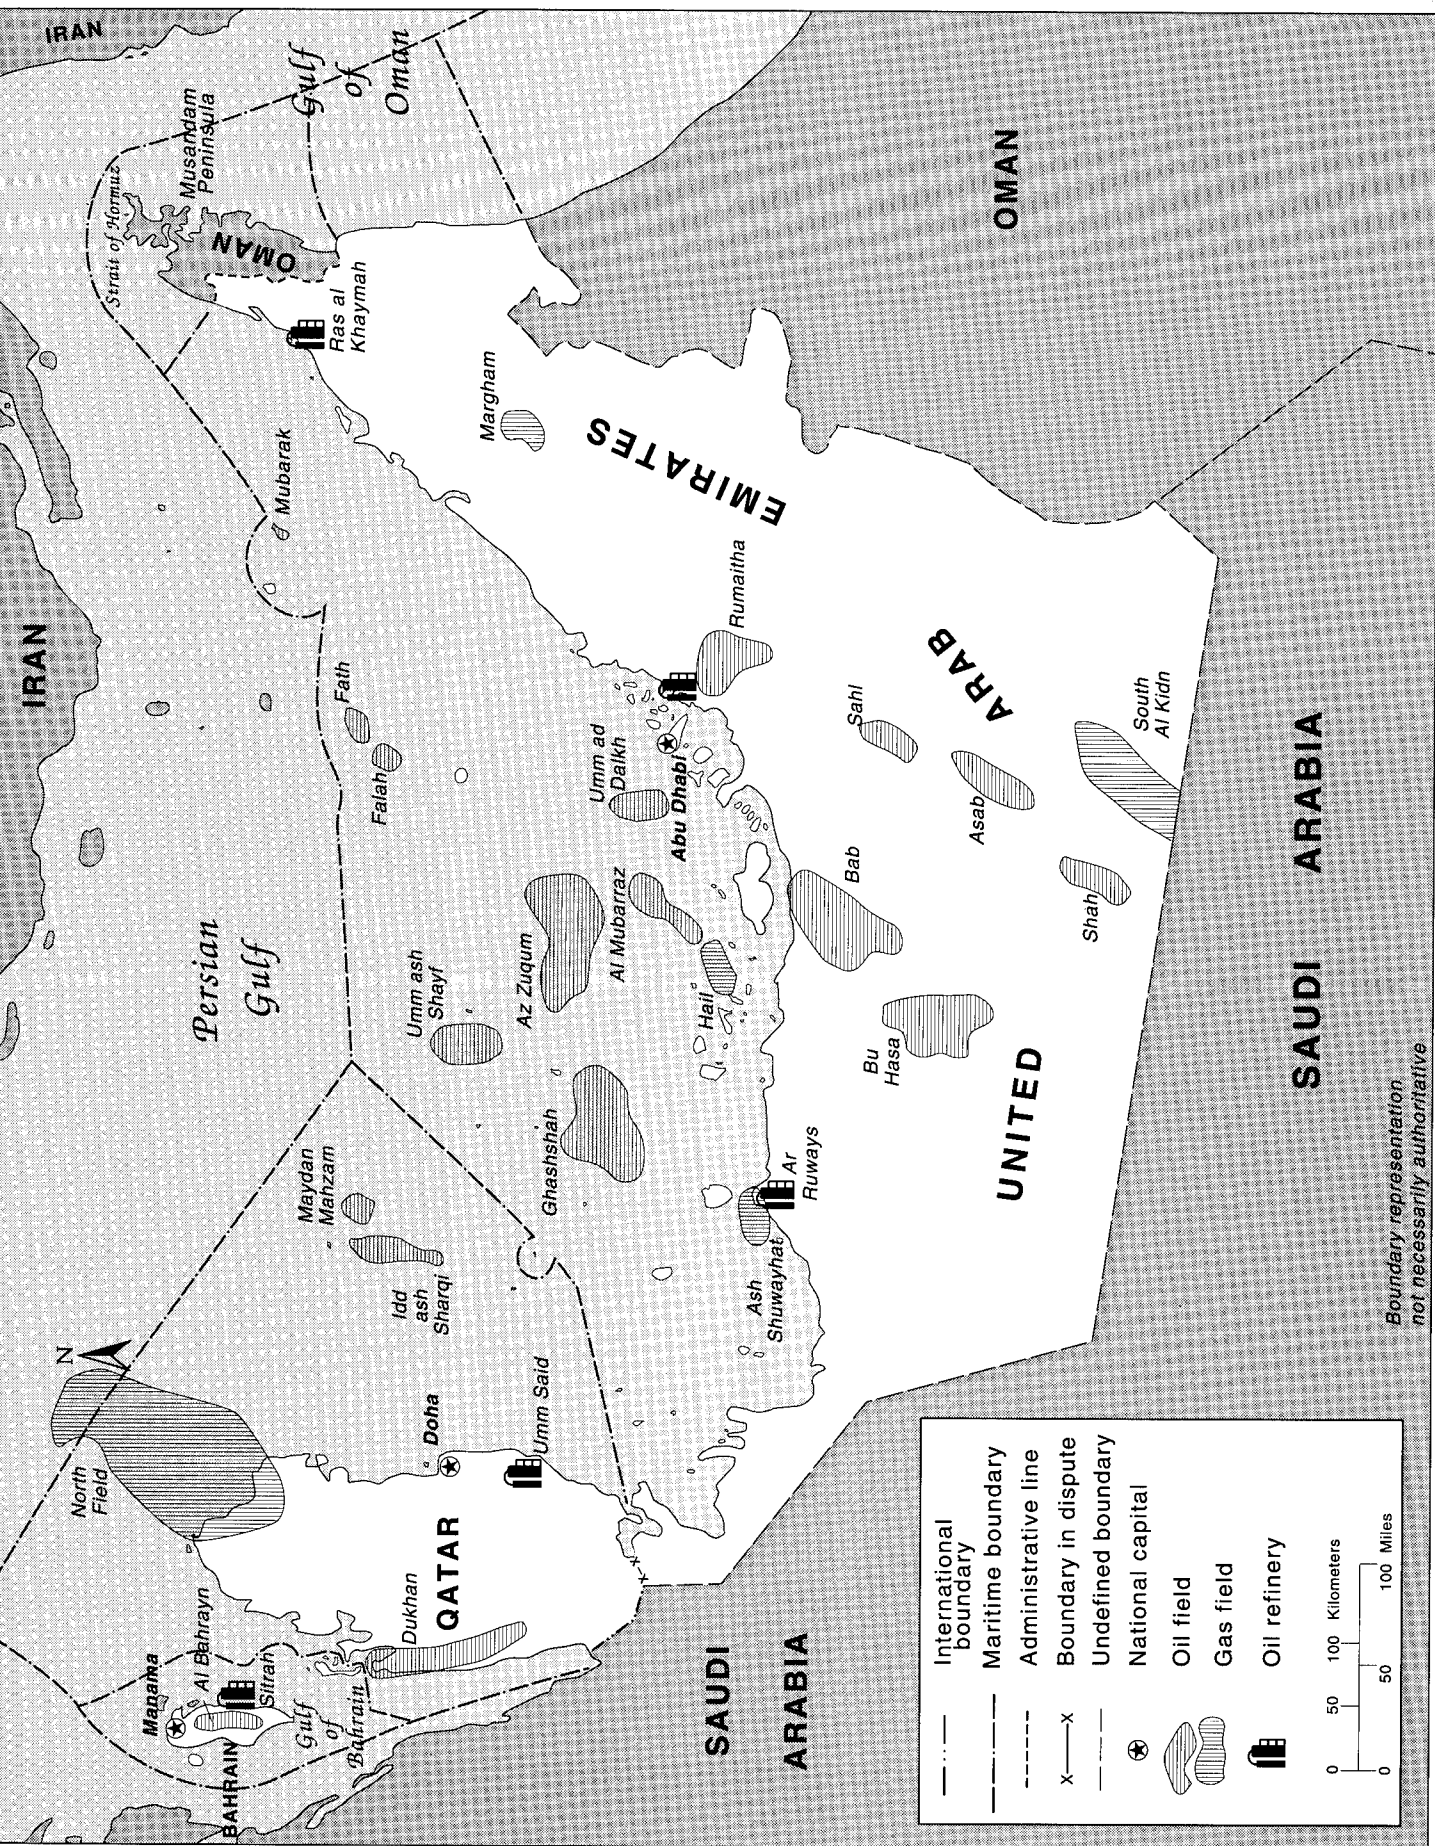 IRAN
Gulf
of
Oman
Musandam
Peninsula
Strait of Hormuz
OMAN
Ras al
Khaymah
OMAN
Margham
Mubarak
EMIRATES
IRAN
Rumaitha
Fath
Falah
Umm ad
Dalkh
Abu Dhabi
Sahl
ARAB
South
Al Kidn
Asab
Persian
Gulf
Umm ash
Shayf
Az Zuqum
Al Mubarraz
Hail
Bab
Shah
SAUDI ARABIA
Bu
Hasa
UNITED
Maydan
Mahzam
Idd
ash
Sharqi
Ghashshah
Ar
Ruways
Ash
Shuwayhat
N
North
Field
Doha
Umm Said
QATAR
Dukhan
Al Bahrayn
Manama
Sitrah
BAHRAIN
Gulf
of
Bahrain
SAUDI
ARABIA
International
boundary
Maritime boundary
Administrative line
x x Boundary in dispute
Undefined boundary
National capital
Oil field
Gas field
Oil refinery
0 50 100 Kilometers
0 50 100 Miles
Boundary representation
not necessarily authoritative
x x